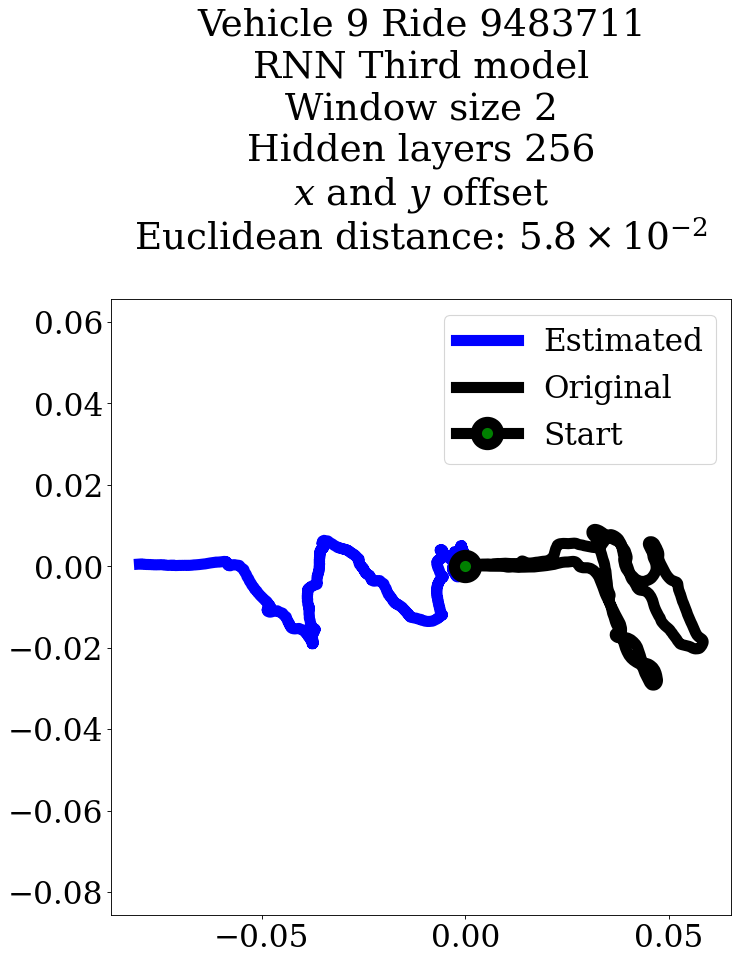 Vehicle 9 Ride 9483711
RNN Third model
Window size 2
Hidden layers 256
x and y offset
Euclidean distance: 5.8 × 10⁻²
Estimated
Original
Start
0.06
0.04
0.02
0.00
−0.02
−0.04
−0.06
−0.08
−0.05 0.00 0.05